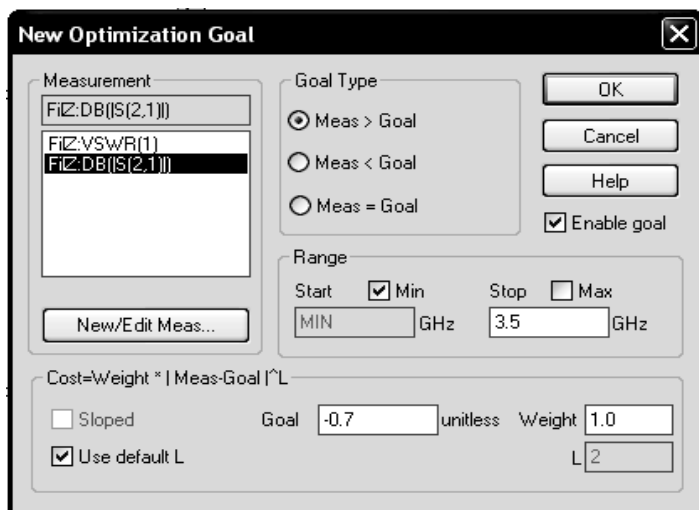 New Optimization Goal
Measurement
FilZ:DB(|S(2,1)|)
FilZ:VSWR(1)
FilZ:DB(|S(2,1)|)
New/Edit Meas...
Goal Type
Meas > Goal
Meas < Goal
Meas = Goal
OK
Cancel
Help
Enable goal
Range
Start Min Stop Max
MIN GHz 3.5 GHz
Cost=Weight * | Meas-Goal |^L
Sloped Goal -0.7 unitless Weight 1.0
Use default L L 2